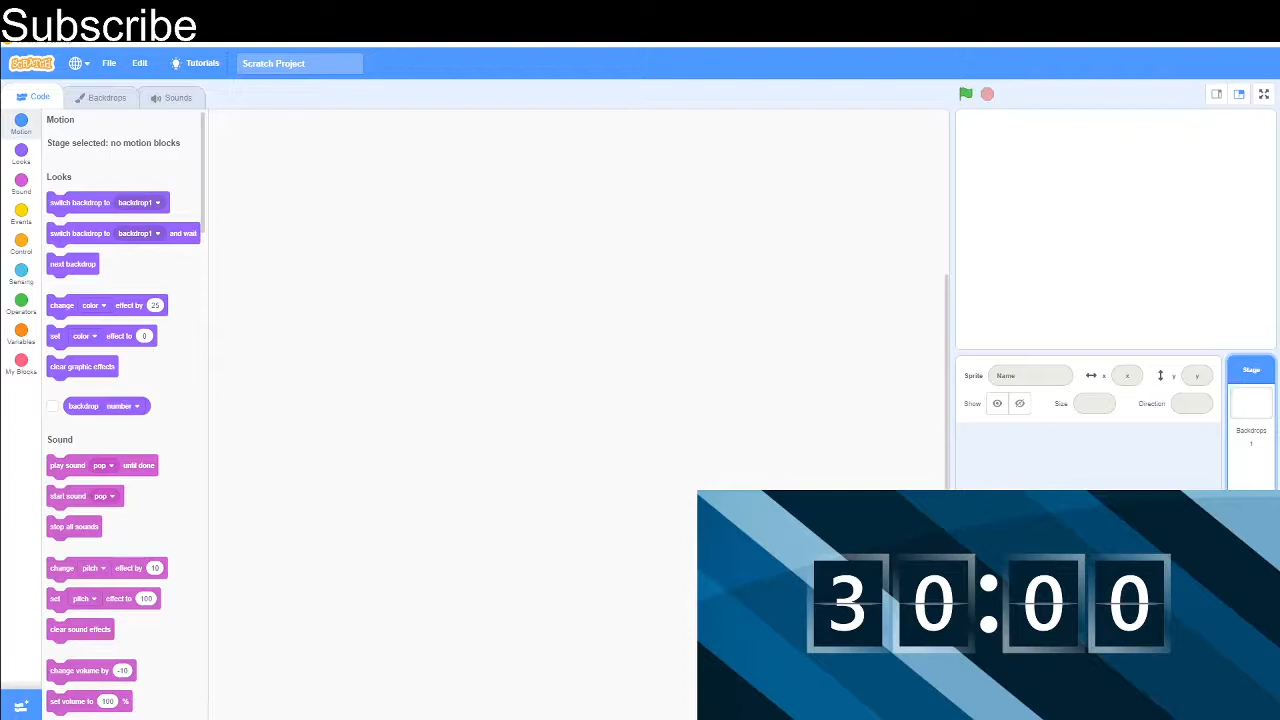 Subscribe
SCRATCH
File
Edit
Tutorials
Scratch Project
Code
Backdrops
Sounds
Motion
Looks
Sound
Events
Control
Sensing
Operators
Variables
My Blocks
Motion
Stage selected: no motion blocks
Looks
switch backdrop to backdrop1
switch backdrop to backdrop1 and wait
next backdrop
change color effect by 25
set color effect to 0
clear graphic effects
backdrop number
Sound
play sound pop until done
start sound pop
stop all sounds
change pitch effect by 10
set pitch effect to 100
clear sound effects
change volume by -10
set volume to 100 %
Sprite Name x x y y
Show Size Direction
Stage
Backdrops
1
30:00